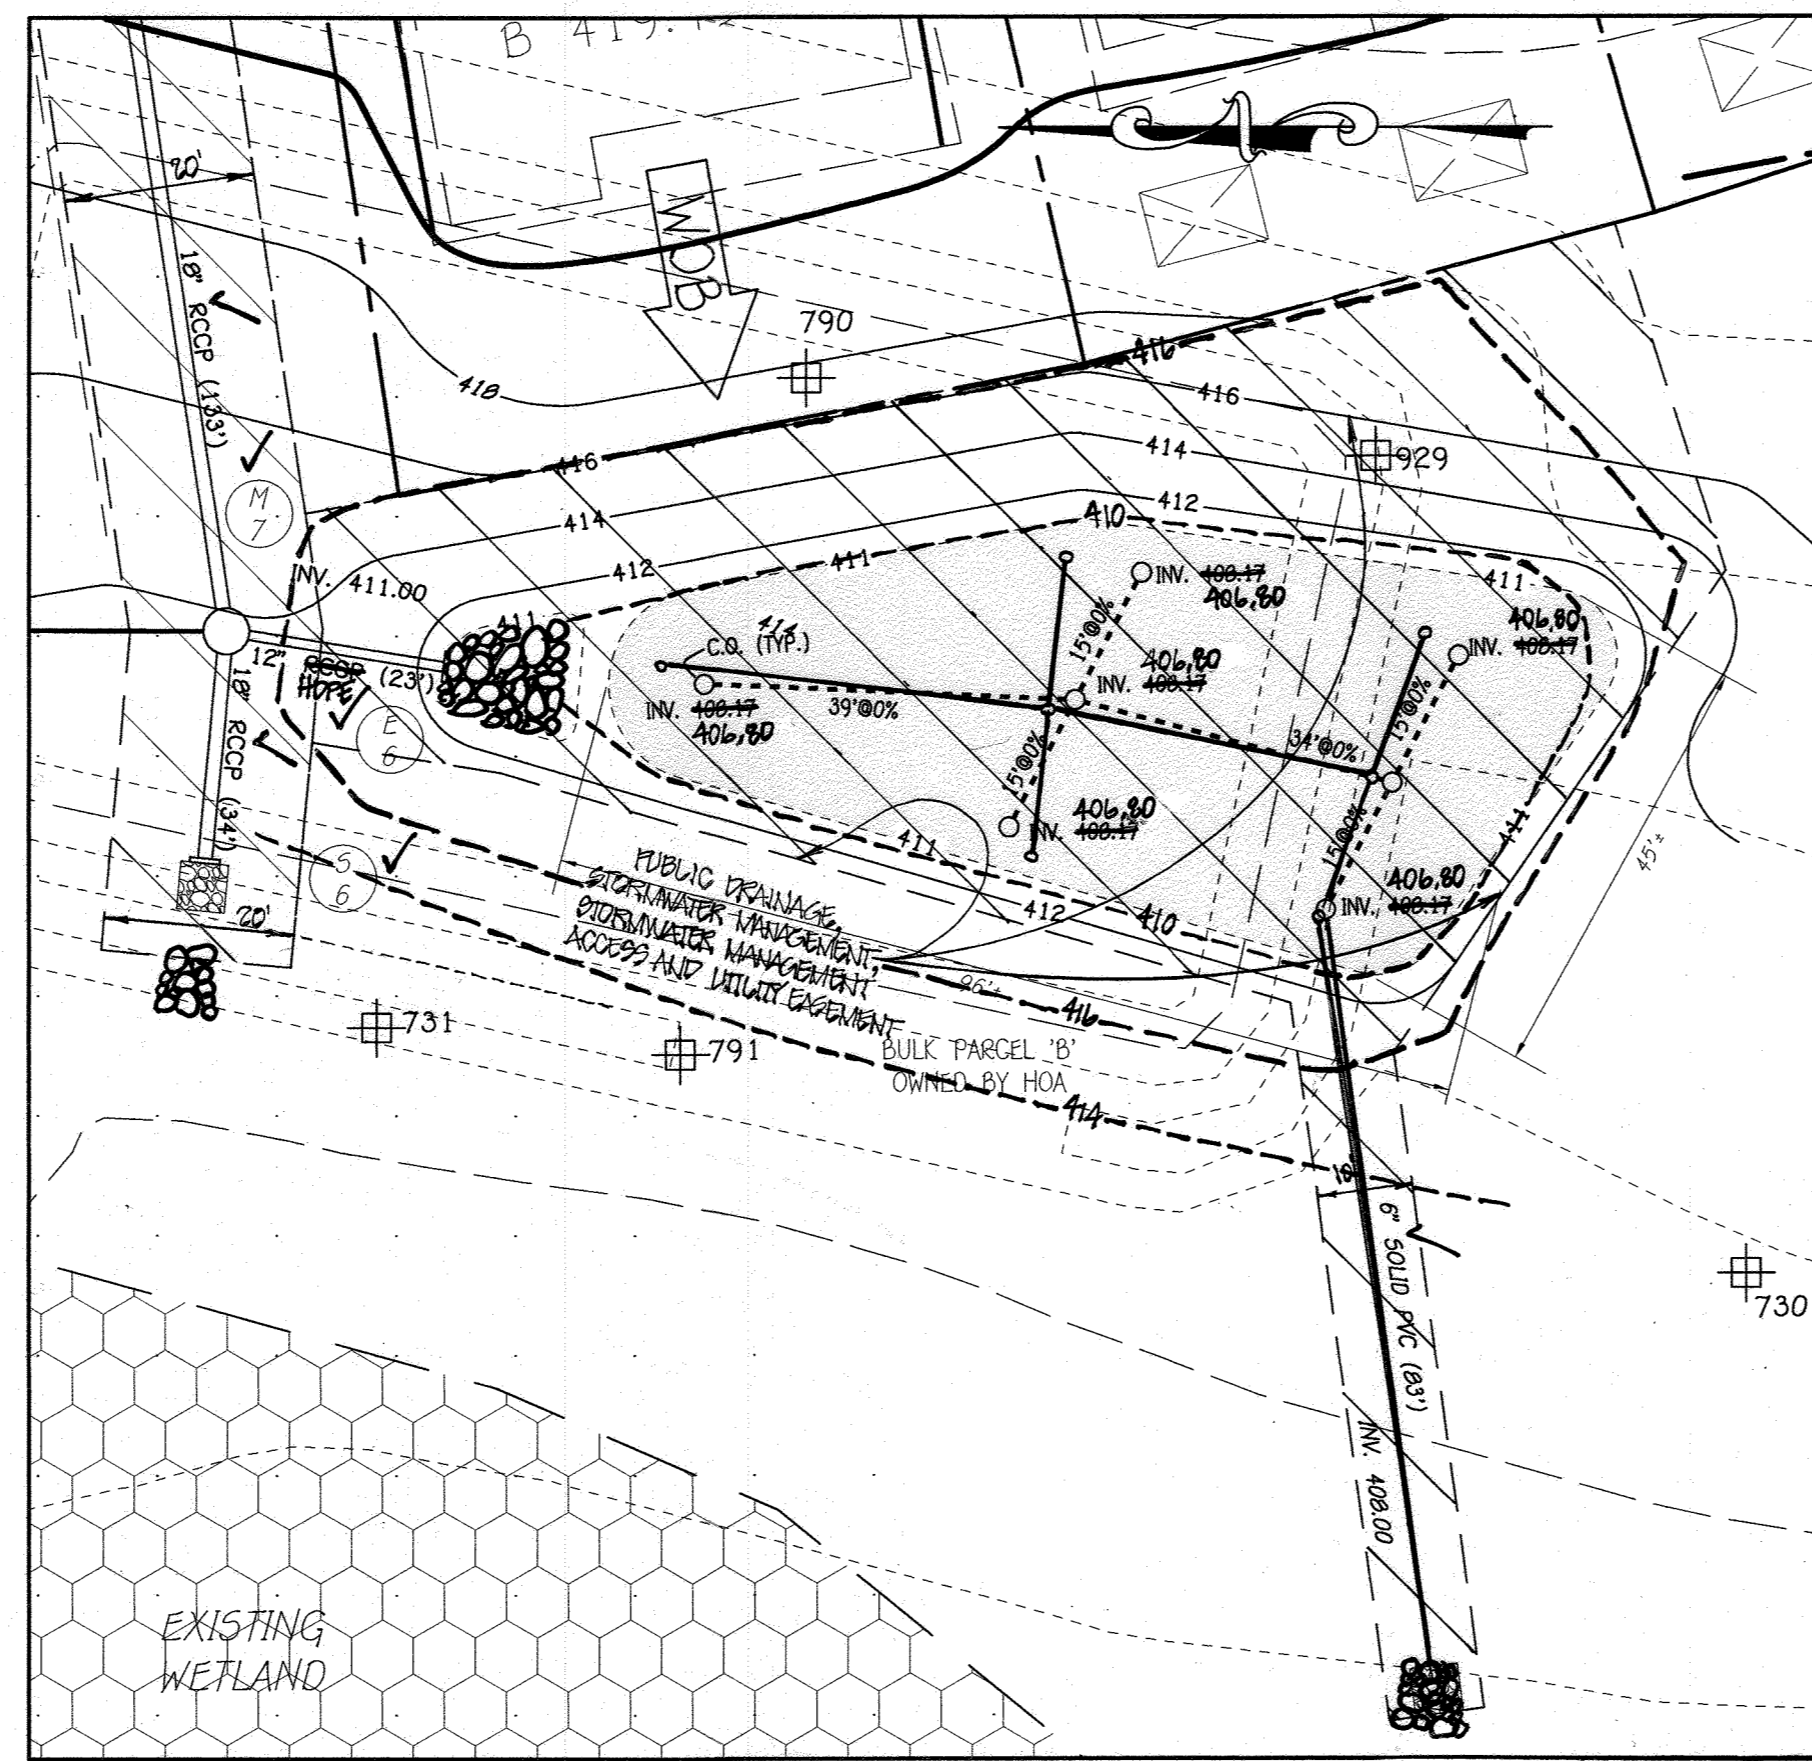 B 419.
20'
18" RCCP (133')
WOB
790
418
416
416
929
416
414
414
412
412
410
411
411
M
7
INV. 411.00
411
INV. 408.17
406.80
406.80
INV. 408.17
C.O. (TYP.)
414
15'@0%
406.80
INV. 408.17
12" RCCP (23')
HDPE
INV. 408.17
406.80
39'@0%
34'@0%
15'@0%
15'@0%
15'@0%
E
6
18" RCCP (34')
406.80
INV. 408.17
411
411
45'±
S
6
406.80
INV. 408.17
412
410
20'
PUBLIC DRAINAGE,
STORMWATER MANAGEMENT,
STORMWATER MANAGEMENT
ACCESS AND UTILITY EASEMENT
96'±
416
731
791
BULK PARCEL 'B'
OWNED BY HOA
414
6" SOLID PVC (83')
INV. 408.00
730
EXISTING
WETLAND